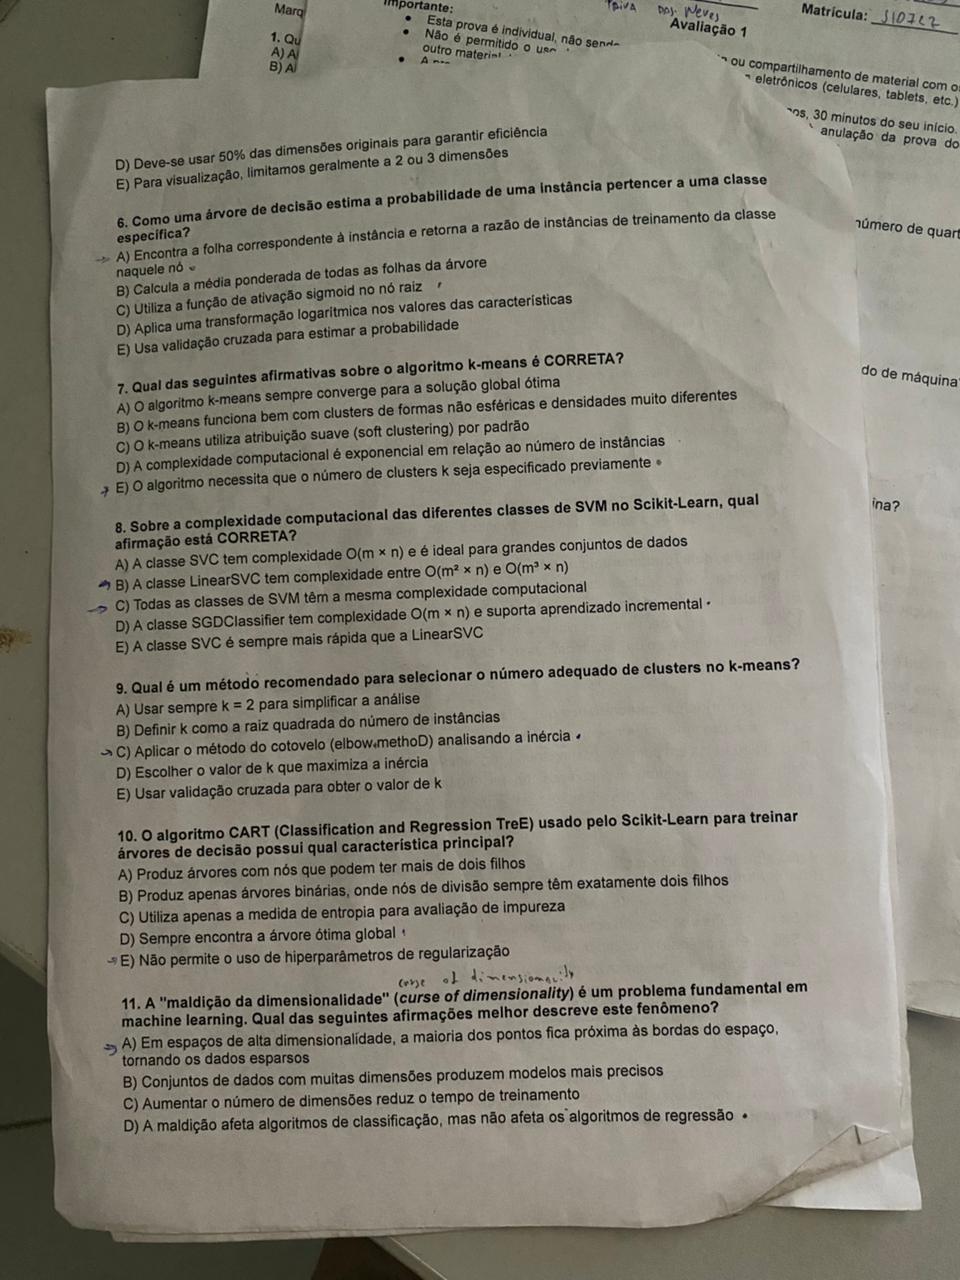 Marq
1. Qu
A) A
B) A
Importante:
Esta prova é individual, não
Não é permitido o uso
outro
Neves
Avaliação 1
Matrícula: 310727
ou compartilhamento de material com
eletrônicos (celulares, tablets, etc.)
30 minutos do seu início.
anulação da prova do
número de quart
do de máquina
ina?
D) Deve-se usar 50% das dimensões originais para garantir eficiência
E) Para visualização, limitamos geralmente a 2 ou 3 dimensões
6. Como uma árvore de decisão estima a probabilidade de uma instância pertencer a uma classe
específica?
A) Encontra a folha correspondente à instância e retorna a razão de instâncias de treinamento da classe
naquele nó
B) Calcula a média ponderada de todas as folhas da árvore
C) Utiliza a função de ativação sigmoid no nó raiz
D) Aplica uma transformação logarítmica nos valores das características
E) Usa validação cruzada para estimar a probabilidade
7. Qual das seguintes afirmativas sobre o algoritmo k-means é CORRETA?
A) O algoritmo k-means sempre converge para a solução global ótima
B) O k-means funciona bem com clusters de formas não esféricas e densidades muito diferentes
C) O k-means utiliza atribuição suave (soft clustering) por padrão
D) A complexidade computacional é exponencial em relação ao número de instâncias
E) O algoritmo necessita que o número de clusters k seja especificado previamente
8. Sobre a complexidade computacional das diferentes classes de SVM no Scikit-Learn, qual
afirmação está CORRETA?
A) A classe SVC tem complexidade O(m × n) e é ideal para grandes conjuntos de dados
B) A classe LinearSVC tem complexidade entre O(m² × n) e O(m³ × n)
C) Todas as classes de SVM têm a mesma complexidade computacional
D) A classe SGDClassifier tem complexidade O(m × n) e suporta aprendizado incremental
E) A classe SVC é sempre mais rápida que a LinearSVC
9. Qual é um método recomendado para selecionar o número adequado de clusters no k-means?
A) Usar sempre k = 2 para simplificar a análise
B) Definir k como a raiz quadrada do número de instâncias
C) Aplicar o método do cotovelo (elbow methoD) analisando a inércia
D) Escolher o valor de k que maximiza a inércia
E) Usar validação cruzada para obter o valor de k
10. O algoritmo CART (Classification and Regression TreE) usado pelo Scikit-Learn para treinar
árvores de decisão possui qual característica principal?
A) Produz árvores com nós que podem ter mais de dois filhos
B) Produz apenas árvores binárias, onde nós de divisão sempre têm exatamente dois filhos
C) Utiliza apenas a medida de entropia para avaliação de impureza
D) Sempre encontra a árvore ótima global
E) Não permite o uso de hiperparâmetros de regularização
curse of dimensionality
11. A "maldição da dimensionalidade" (curse of dimensionality) é um problema fundamental em
machine learning. Qual das seguintes afirmações melhor descreve este fenômeno?
A) Em espaços de alta dimensionalidade, a maioria dos pontos fica próxima às bordas do espaço,
tornando os dados esparsos
B) Conjuntos de dados com muitas dimensões produzem modelos mais precisos
C) Aumentar o número de dimensões reduz o tempo de treinamento
D) A maldição afeta algoritmos de classificação, mas não afeta os algoritmos de regressão